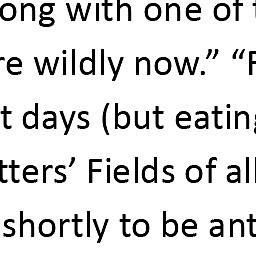 ong with one of
re wildly now.” “
t days (but eating
tters’ Fields of all
shortly to be ant